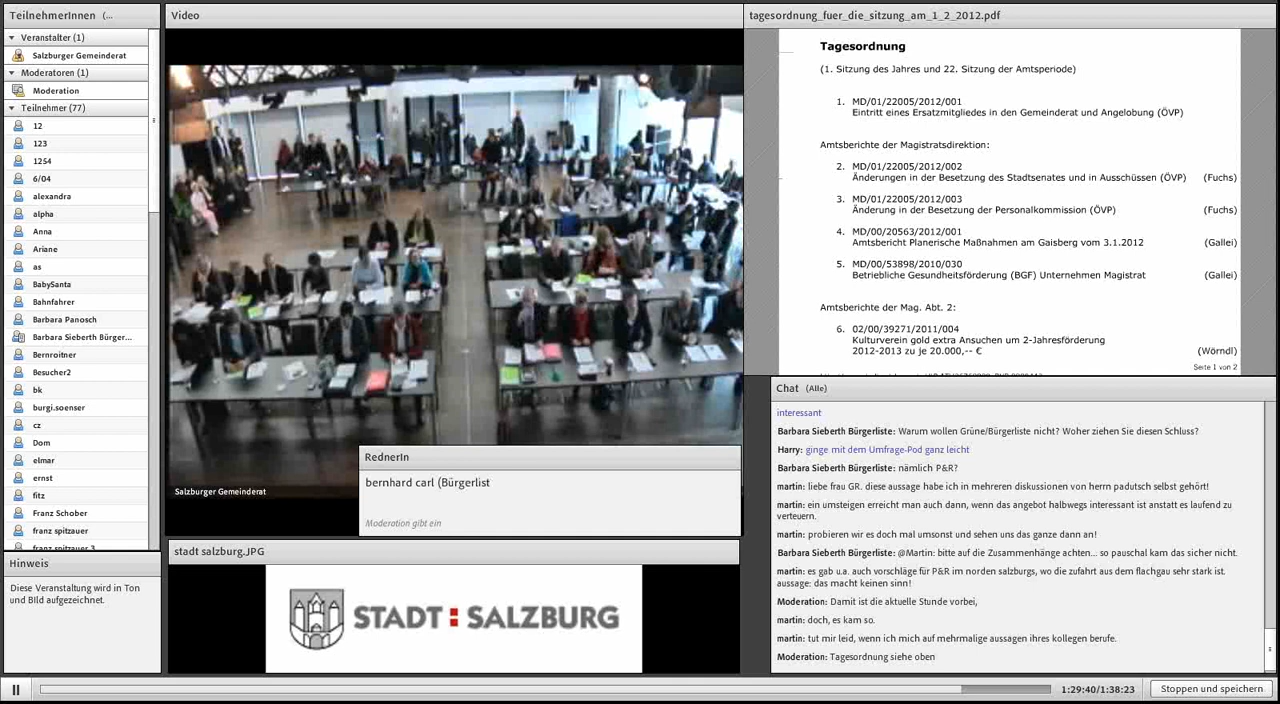 TeilnehmerInnen (...
Veranstalter (1)
Salzburger Gemeinderat
Moderatoren (1)
Moderation
Teilnehmer (77)
12
123
1254
6/04
alexandra
alpha
Anna
Ariane
as
BabySanta
Bahnfahrer
Barbara Panosch
Barbara Sieberth Bürger...
Bernroitner
Besucher2
bk
burgi.soenser
cz
Dom
elmar
ernst
fitz
Franz Schober
franz spitzauer
franz spitzauer 3
Hinweis
Diese Veranstaltung wird in Ton
und BIld aufgezeichnet.
Video
Salzburger Gemeinderat
RednerIn
bernhard carl (Bürgerlist
Moderation gibt ein
stadt salzburg.JPG
STADT : SALZBURG
tagesordnung_fuer_die_sitzung_am_1_2_2012.pdf
Tagesordnung
(1. Sitzung des Jahres und 22. Sitzung der Amtsperiode)
1. MD/01/22005/2012/001
Eintritt eines Ersatzmitgliedes in den Gemeinderat und Angelobung (ÖVP)
Amtsberichte der Magistratsdirektion:
2. MD/01/22005/2012/002
Änderungen in der Besetzung des Stadtsenates und in Ausschüssen (ÖVP) (Fuchs)
3. MD/01/22005/2012/003
Änderung in der Besetzung der Personalkommission (ÖVP) (Fuchs)
4. MD/00/20563/2012/001
Amtsbericht Planerische Maßnahmen am Gaisberg vom 3.1.2012 (Gallei)
5. MD/00/53898/2010/030
Betriebliche Gesundheitsförderung (BGF) Unternehmen Magistrat (Gallei)
Amtsberichte der Mag. Abt. 2:
6. 02/00/39271/2011/004
Kulturverein gold extra Ansuchen um 2-Jahresförderung
2012-2013 zu je 20.000,-- € (Wörndl)
Seite 1 von 2
Chat (Alle)
interessant
Barbara Sieberth Bürgerliste: Warum wollen Grüne/Bürgerliste nicht? Woher ziehen Sie diesen Schluss?
Harry: ginge mit dem Umfrage-Pod ganz leicht
Barbara Sieberth Bürgerliste: nämlich P&R?
martin: liebe frau GR. diese aussage habe ich in mehreren diskussionen von herrn padutsch selbst gehört!
martin: ein umsteigen erreicht man auch dann, wenn das angebot halbwegs interessant ist anstatt es laufend zu
verteuern.
martin: probieren wir es doch mal umsonst und sehen uns das ganze dann an!
Barbara Sieberth Bürgerliste: @Martin: bitte auf die Zusammenhänge achten... so pauschal kam das sicher nicht.
martin: es gab u.a. auch vorschläge für P&R im norden salzburgs, wo die zufahrt aus dem flachgau sehr stark ist.
aussage: das macht keinen sinn!
Moderation: Damit ist die aktuelle Stunde vorbei,
martin: doch, es kam so.
martin: tut mir leid, wenn ich mich auf mehrmalige aussagen ihres kollegen berufe.
Moderation: Tagesordnung siehe oben
1:29:40/1:38:23
Stoppen und speichern